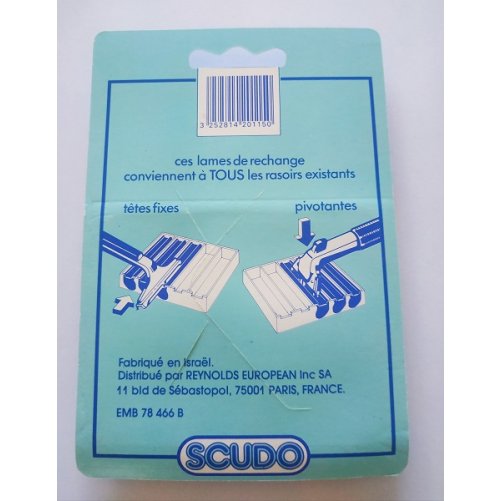 3 252814 201150
ces lames de rechange
conviennent à TOUS les rasoirs existants
têtes fixes
pivotantes
Fabriqué en Israël.
Distribué par REYNOLDS EUROPEAN Inc SA
11 bld de Sébastopol, 75001 PARIS, FRANCE.
EMB 78 466 B
SCUDO